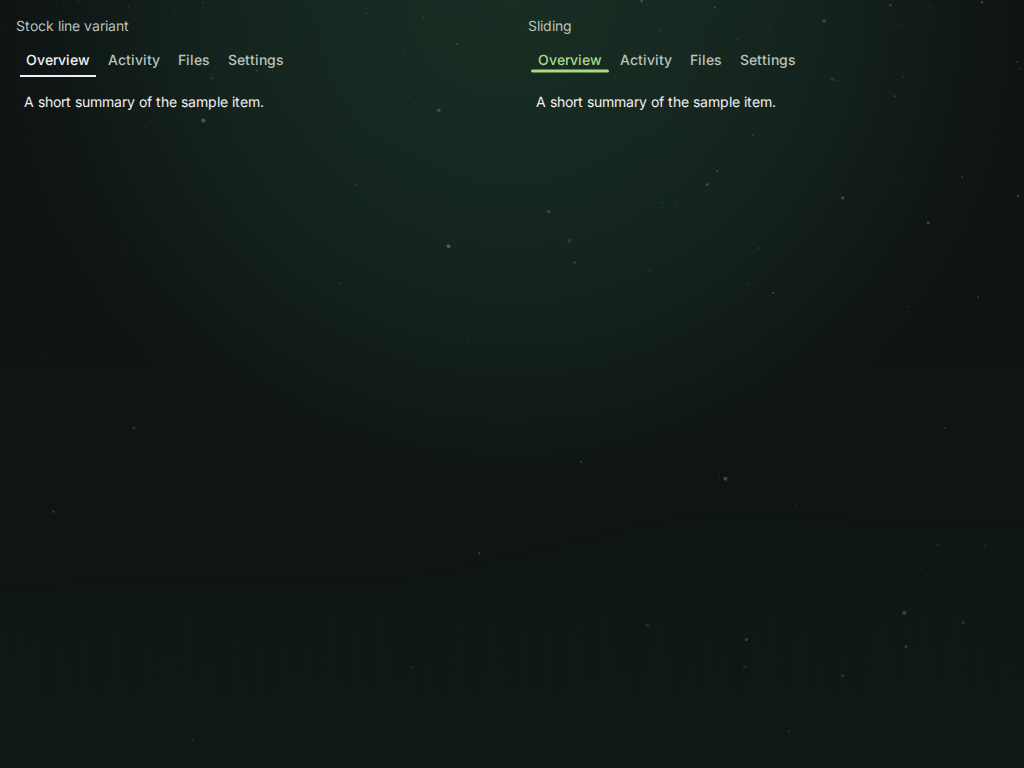 Stock line variant
Overview Activity Files Settings
A short summary of the sample item.
Sliding
Overview Activity Files Settings
A short summary of the sample item.